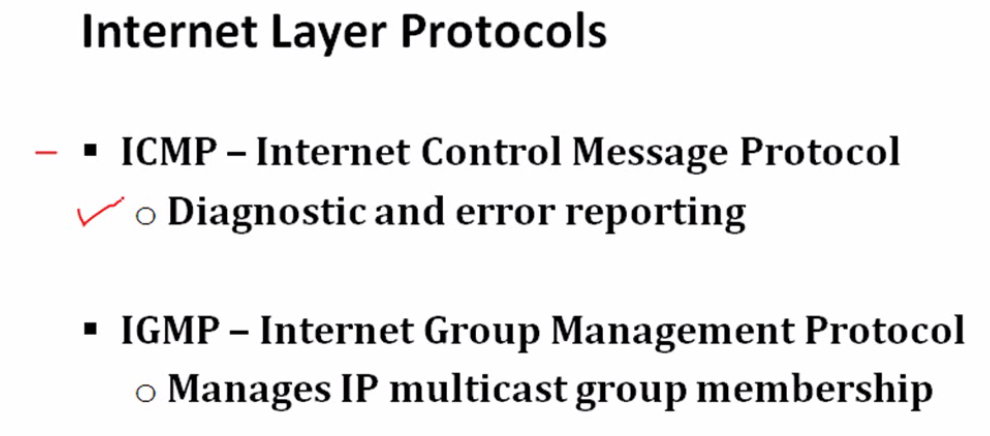 Internet Layer Protocols
▪ ICMP – Internet Control Message Protocol
o Diagnostic and error reporting
▪ IGMP – Internet Group Management Protocol
o Manages IP multicast group membership